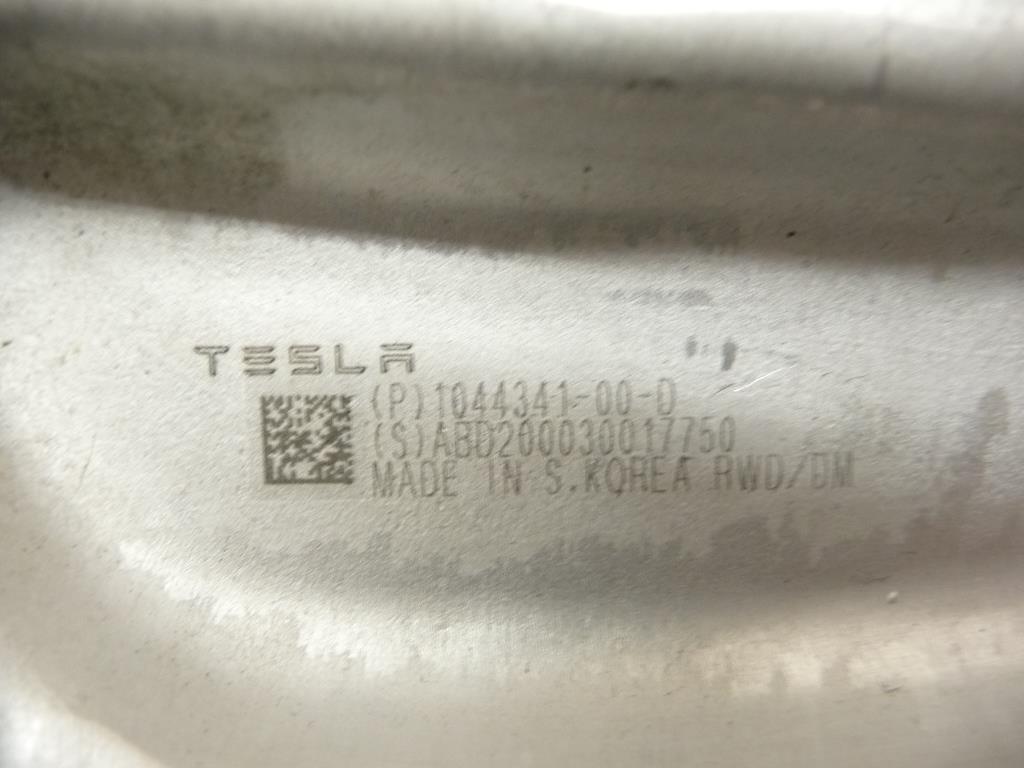 TESLA
(P)1044341-00-D
(S)ABD200030017750
MADE IN S.KOREA RWD/DM